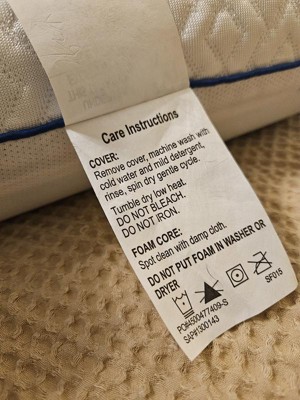 Care Instructions
COVER:
Remove cover, machine wash with
cold water and mild detergent,
rinse, spin dry gentle cycle.
Tumble dry low heat.
DO NOT BLEACH.
DO NOT IRON.
FOAM CORE:
Spot clean with damp cloth.
DO NOT PUT FOAM IN WASHER OR
DRYER
SF015
PO#4500477409-S
SAP#1300143